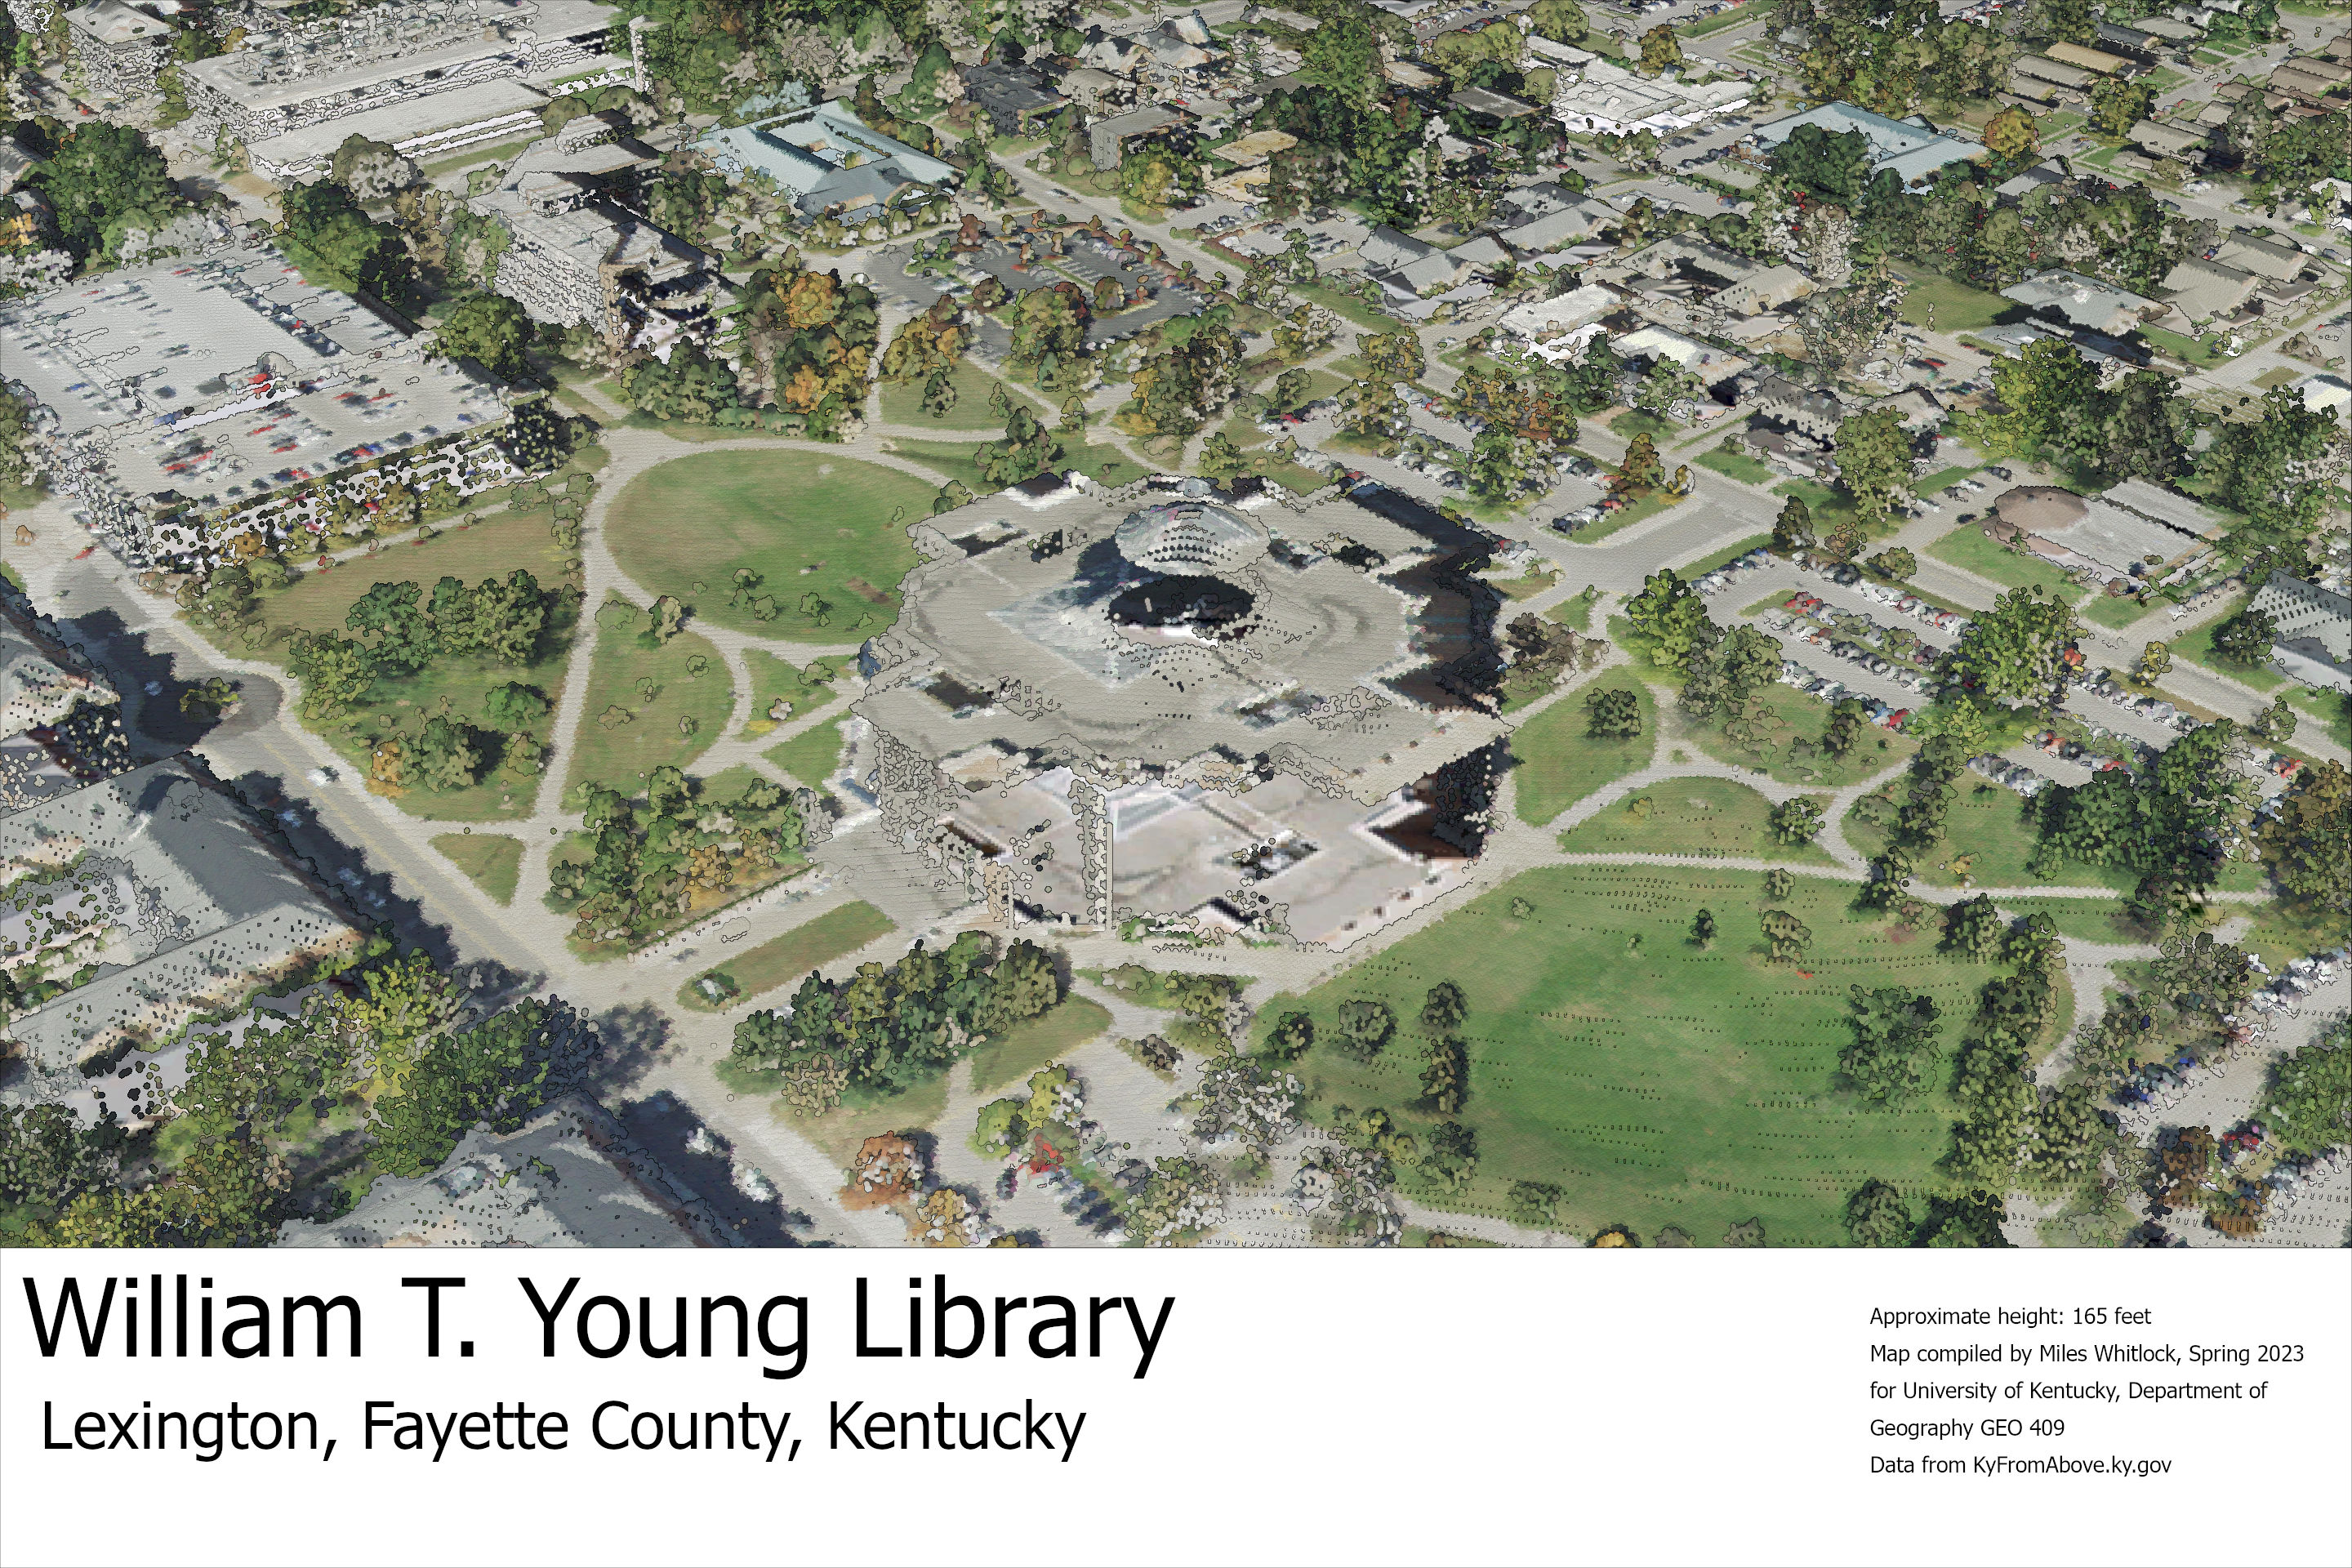 William T. Young Library
Lexington, Fayette County, Kentucky
Approximate height: 165 feet
Map compiled by Miles Whitlock, Spring 2023
for University of Kentucky, Department of
Geography GEO 409
Data from KyFromAbove.ky.gov